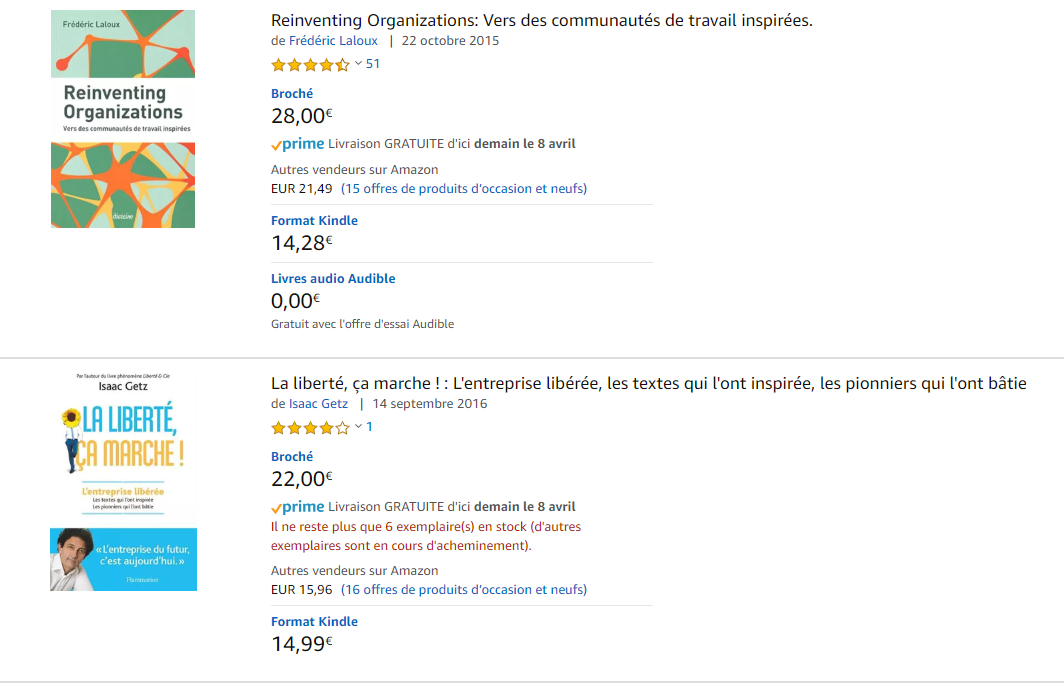 Frédéric Laloux
Reinventing
Organizations
Vers des communautés de travail inspirées
diateino
Reinventing Organizations: Vers des communautés de travail inspirées.
de Frédéric Laloux | 22 octobre 2015
51
Broché
28,00€
prime Livraison GRATUITE d'ici demain le 8 avril
Autres vendeurs sur Amazon
EUR 21,49 (15 offres de produits d'occasion et neufs)
Format Kindle
14,28€
Livres audio Audible
0,00€
Gratuit avec l'offre d'essai Audible
Par l'auteur du livre phénomène Liberté & Cie
Isaac Getz
LA LIBERTÉ,
ÇA MARCHE !
L'entreprise libérée
Les textes qui l'ont inspirée
Les pionniers qui l'ont bâtie
« L'entreprise du futur,
c'est aujourd'hui. »
Flammarion
La liberté, ça marche ! : L'entreprise libérée, les textes qui l'ont inspirée, les pionniers qui l'ont bâtie
de Isaac Getz | 14 septembre 2016
1
Broché
22,00€
prime Livraison GRATUITE d'ici demain le 8 avril
Il ne reste plus que 6 exemplaire(s) en stock (d'autres
exemplaires sont en cours d'acheminement).
Autres vendeurs sur Amazon
EUR 15,96 (16 offres de produits d'occasion et neufs)
Format Kindle
14,99€